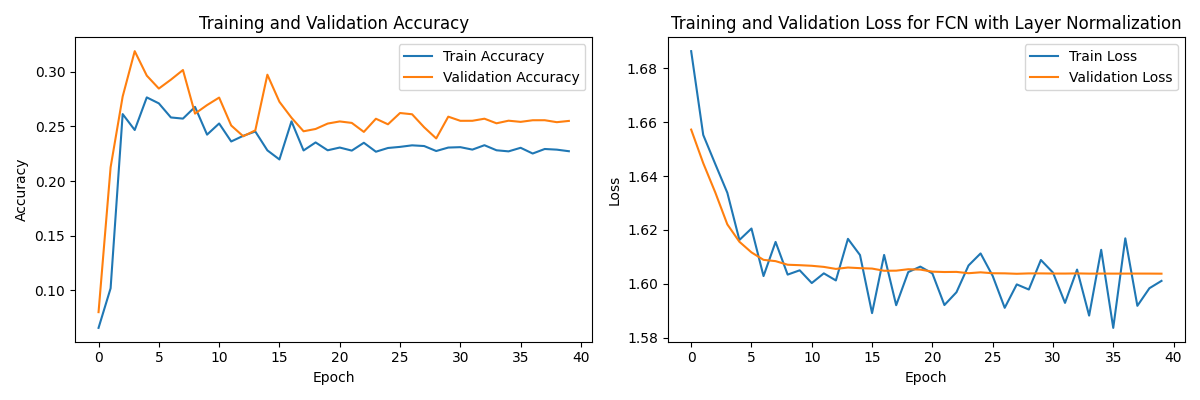 Training and Validation Accuracy
Train Accuracy
Validation Accuracy
0.30
0.25
0.20
0.15
0.10
Accuracy
0 5 10 15 20 25 30 35 40
Epoch
Training and Validation Loss for FCN with Layer Normalization
Train Loss
Validation Loss
1.68
1.66
1.64
1.62
1.60
1.58
Loss
0 5 10 15 20 25 30 35 40
Epoch